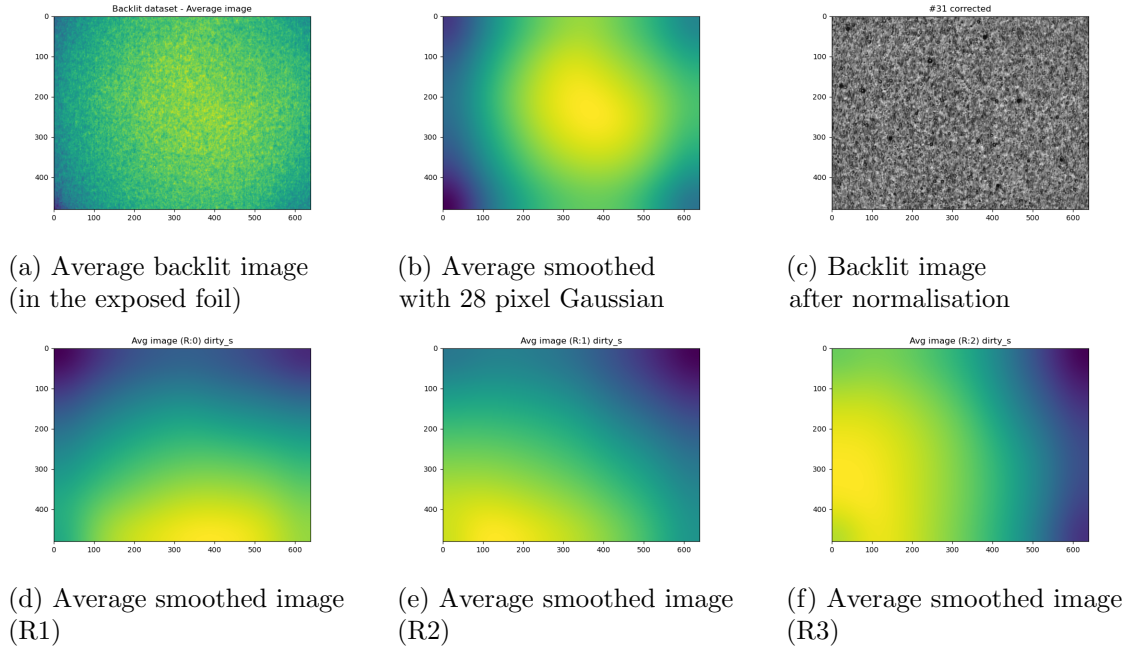 Backlit dataset - Average image
0
100
200
300
400
0 100 200 300 400 500 600
0
100
200
300
400
0 100 200 300 400 500 600
#31 corrected
0
100
200
300
400
0 100 200 300 400 500 600
(a) Average backlit image
(in the exposed foil)
(b) Average smoothed
with 28 pixel Gaussian
(c) Backlit image
after normalisation
Avg image (R:0) dirty_s
0
100
200
300
400
0 100 200 300 400 500 600
Avg image (R:1) dirty_s
0
100
200
300
400
0 100 200 300 400 500 600
Avg image (R:2) dirty_s
0
100
200
300
400
0 100 200 300 400 500 600
(d) Average smoothed image
(R1)
(e) Average smoothed image
(R2)
(f) Average smoothed image
(R3)